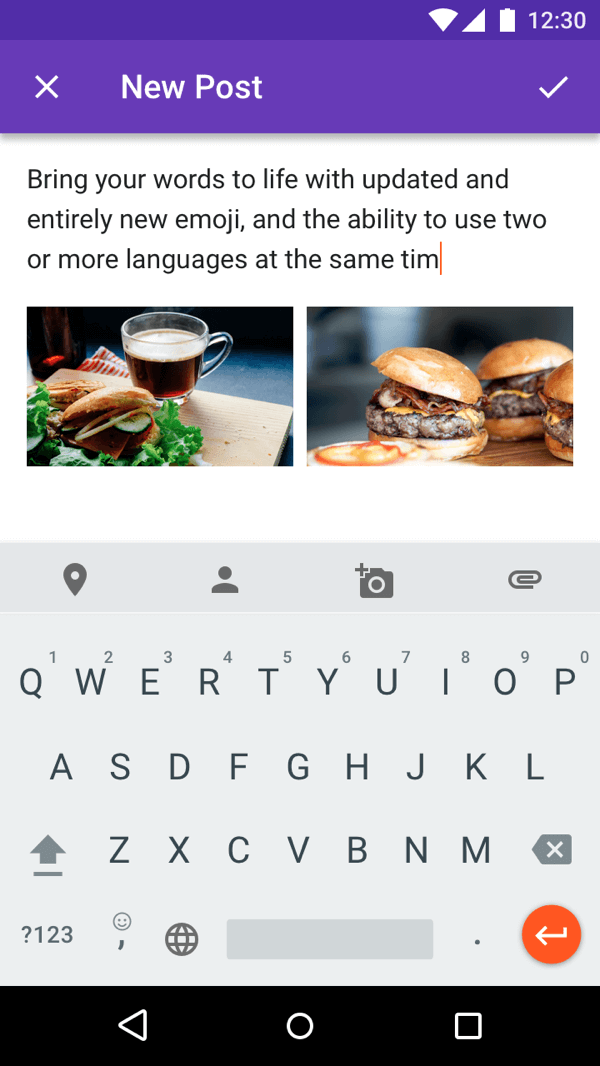 12:30
New Post
Bring your words to life with updated and
entirely new emoji, and the ability to use two
or more languages at the same tim
1 2 3 4 5 6 7 8 9 0
Q W E R T Y U I O P
A S D F G H J K L
Z X C V B N M
?123 , .